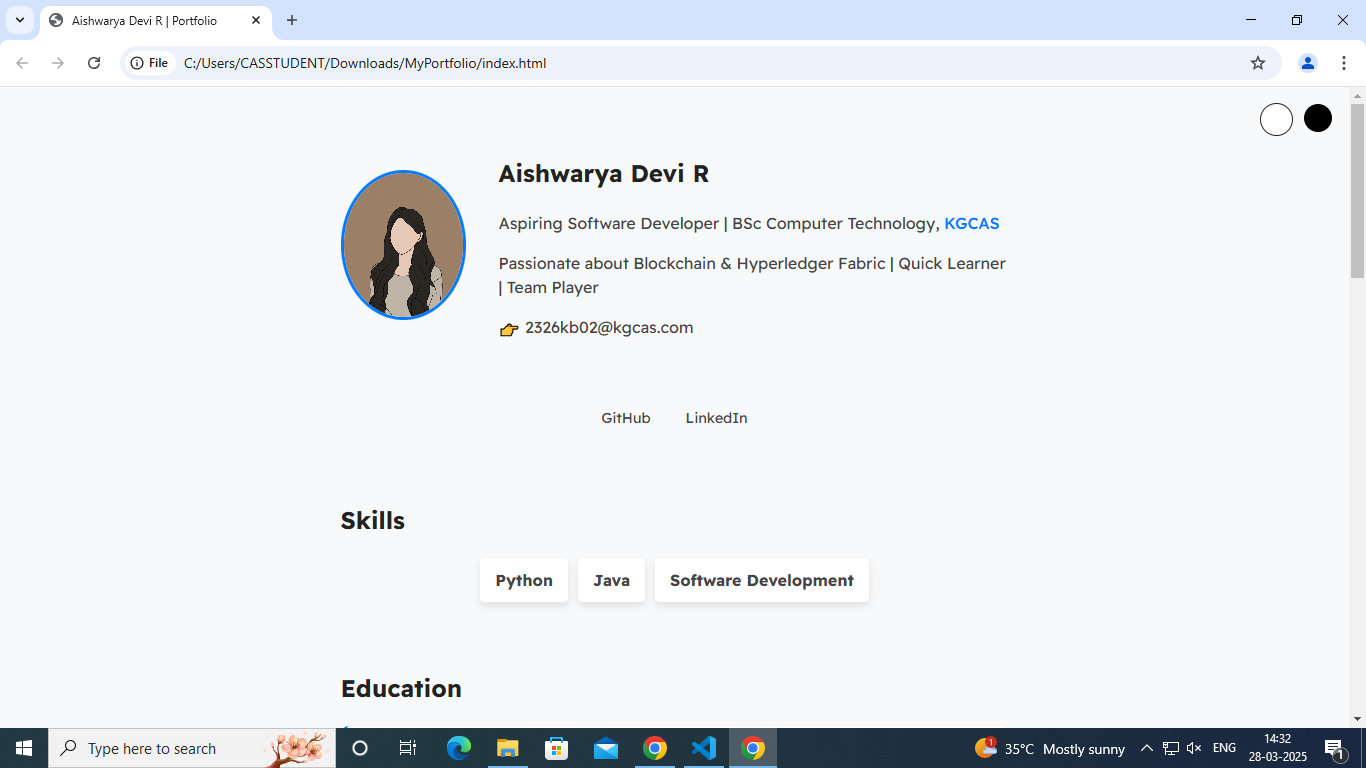 Aishwarya Devi R | Portfolio
File C:/Users/CASSTUDENT/Downloads/MyPortfolio/index.html
Aishwarya Devi R
Aspiring Software Developer | BSc Computer Technology, KGCAS
Passionate about Blockchain & Hyperledger Fabric | Quick Learner
| Team Player
👉 2326kb02@kgcas.com
GitHub LinkedIn
Skills
Python Java Software Development
Education
Type here to search
1
35°C Mostly sunny
ENG
14:32
28-03-2025
1